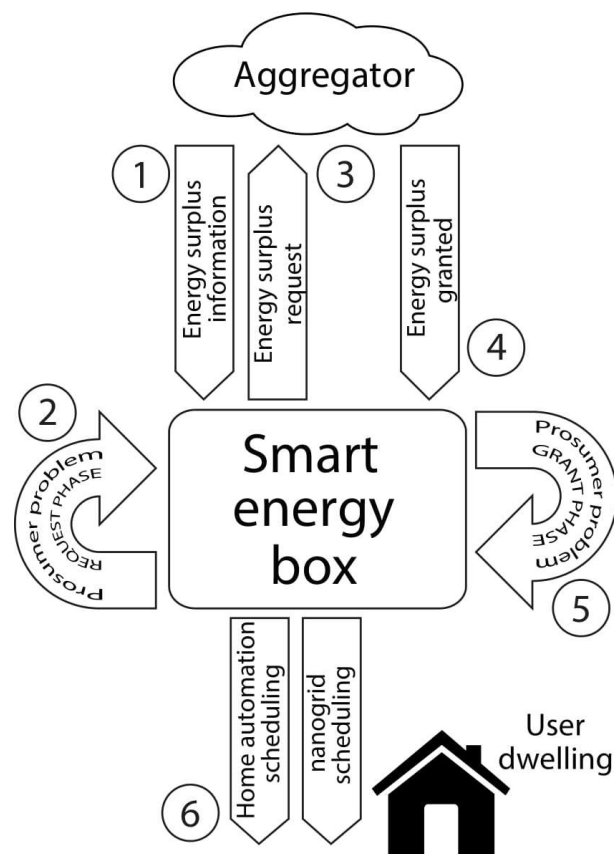 Aggregator
1
Energy surplus
information
Energy surplus
request
3
Energy surplus
granted
4
2
Prosumer problem
REQUEST PHASE
Smart
energy
box
Prosumer problem
GRANT PHASE
5
Home automation
scheduling
nanogrid
scheduling
6
User
dwelling